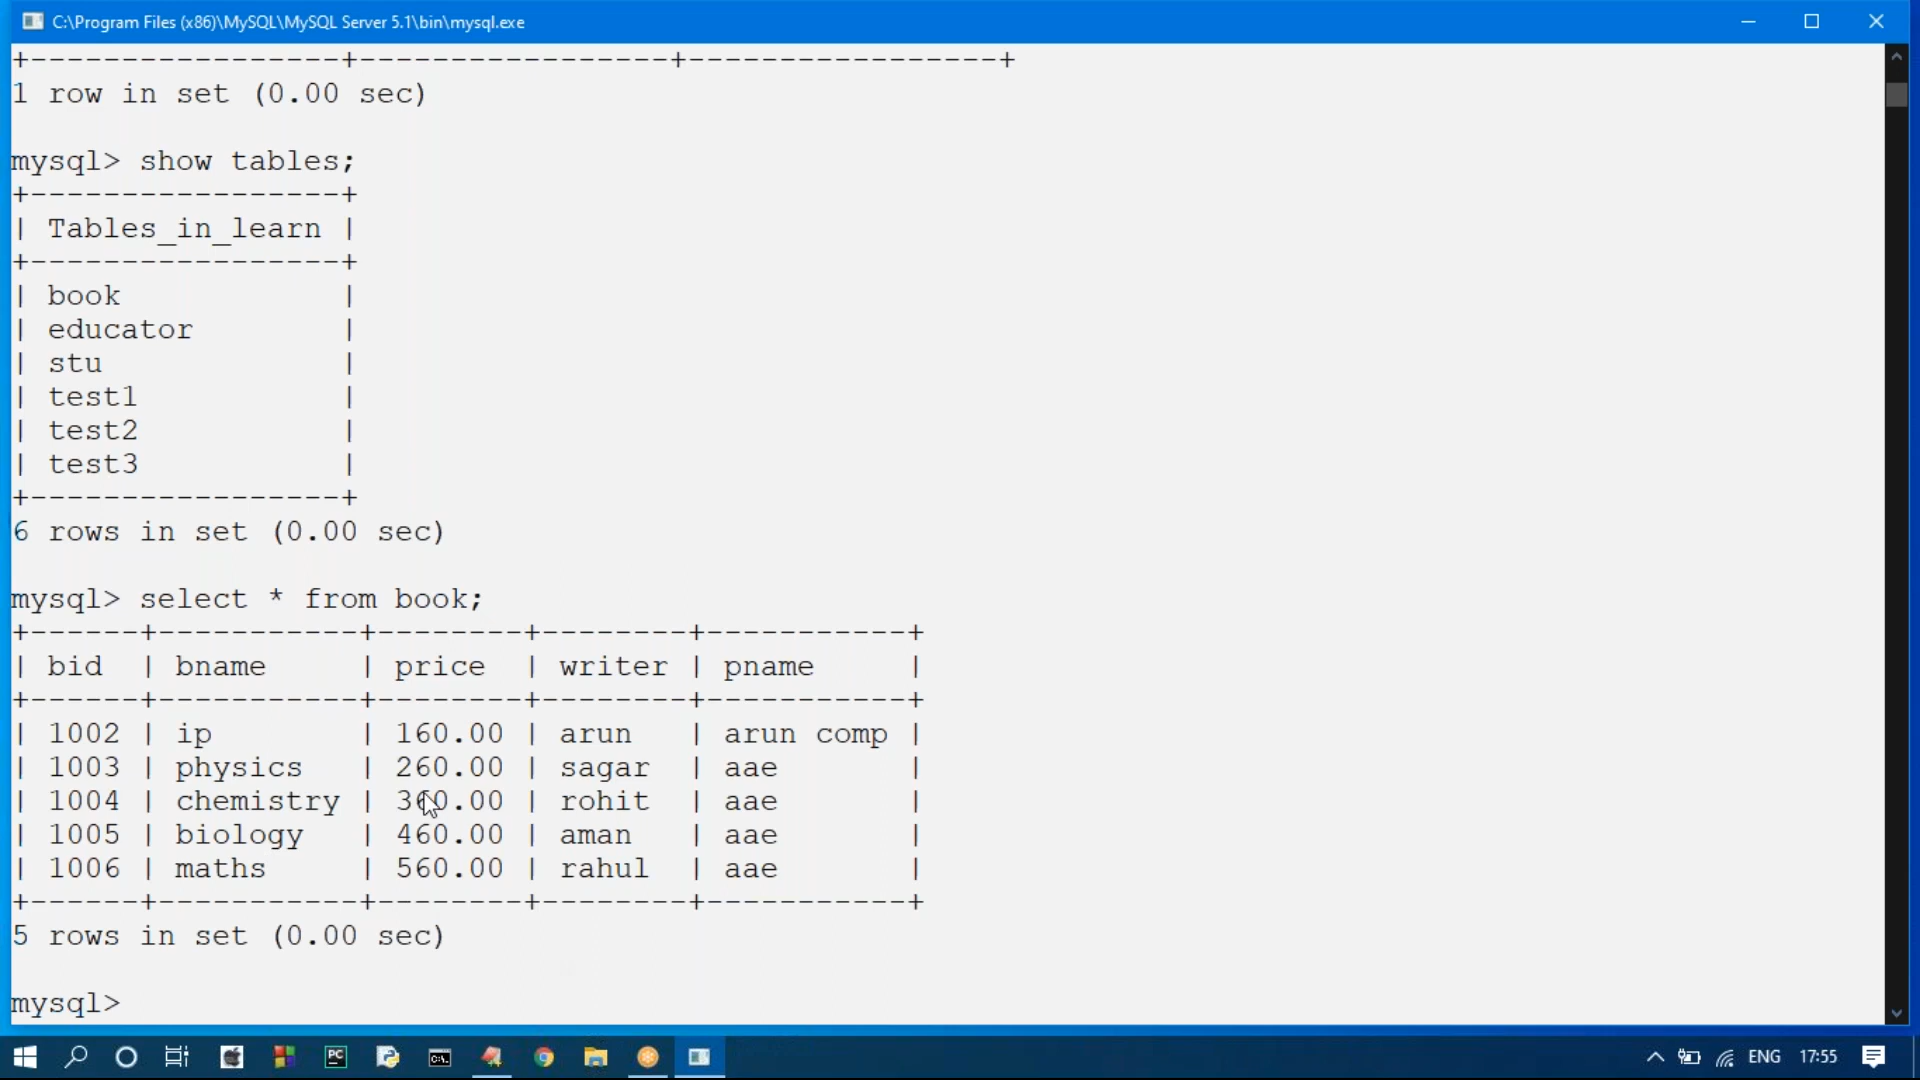 C:\Program Files (x86)\MySQL\MySQL Server 5.1\bin\mysql.exe
+-----------------+-----------------+-----------------+
1 row in set (0.00 sec)
mysql> show tables;
+-----------------+
| Tables_in_learn |
+-----------------+
| book            |
| educator        |
| stu             |
| test1           |
| test2           |
| test3           |
+-----------------+
6 rows in set (0.00 sec)
mysql> select * from book;
+------+-----------+--------+--------+-----------+
| bid  | bname     | price  | writer | pname     |
+------+-----------+--------+--------+-----------+
| 1002 | ip        | 160.00 | arun   | arun comp |
| 1003 | physics   | 260.00 | sagar  | aae       |
| 1004 | chemistry | 360.00 | rohit  | aae       |
| 1005 | biology   | 460.00 | aman   | aae       |
| 1006 | maths     | 560.00 | rahul  | aae       |
+------+-----------+--------+--------+-----------+
5 rows in set (0.00 sec)
mysql>
PC
C:\.
ENG
17:55